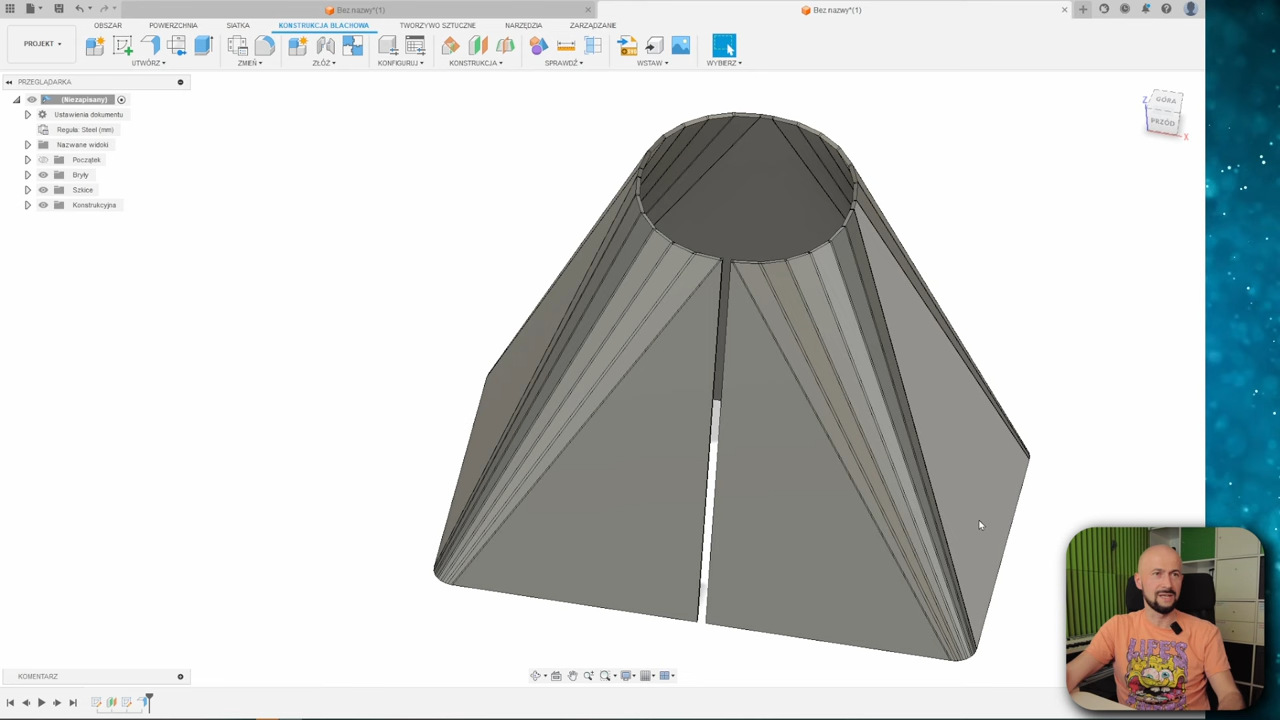 Bez.nazwy*(1)
Bez.nazwy*(1)
OBSZAR
POWIERZCHNIA
SIATKA
KONSTRUKCJA BLACHOWA
TWORZYWO SZTUCZNE
NARZĘDZIA
ZARZĄDZANIE
PROJEKT
UTWÓRZ
ZMIEŃ
ZŁÓŻ
KONFIGURUJ
KONSTRUKCJA
SPRAWDŹ
WSTAW
WYBIERZ
PRZEGLĄDARKA
(Niezapisany)
Ustawienia dokumentu
Reguła: Steel (mm)
Nazwane widoki
Początek
Bryły
Szkice
Konstrukcyjna
GÓRA
PRZÓD
Z
X
LIFE'S
KOMENTARZ